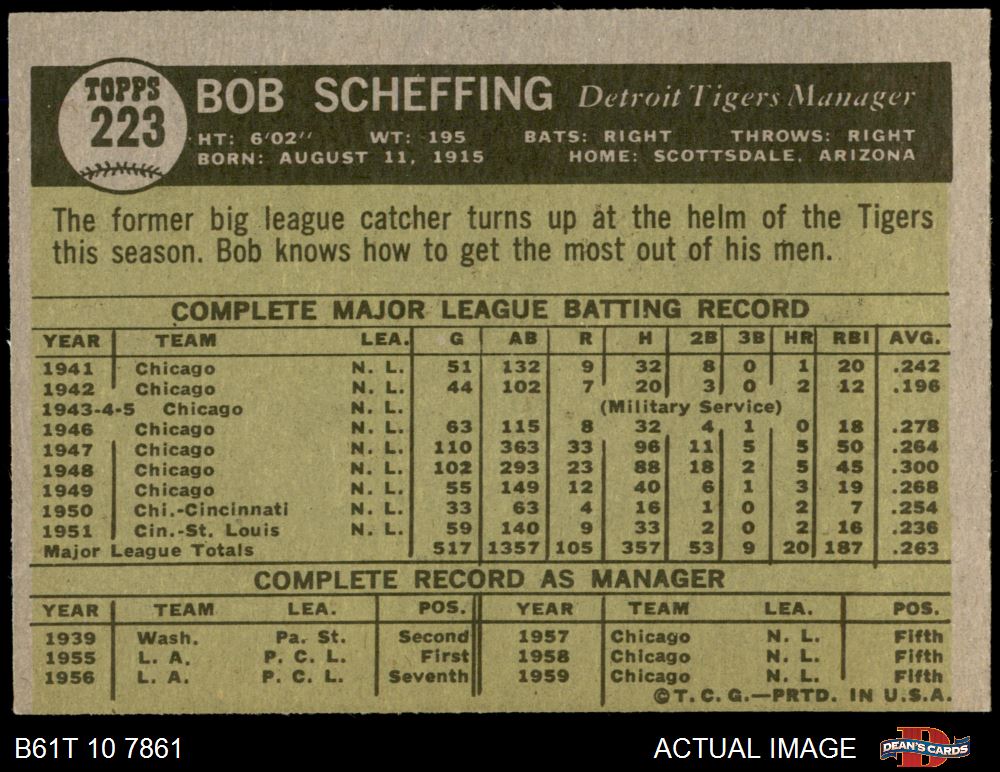 TOPPS
223
BOB SCHEFFING Detroit Tigers Manager
HT: 6'02" WT: 195 BATS: RIGHT THROWS: RIGHT
BORN: AUGUST 11, 1915 HOME: SCOTTSDALE, ARIZONA
The former big league catcher turns up at the helm of the Tigers
this season. Bob knows how to get the most out of his men.
COMPLETE MAJOR LEAGUE BATTING RECORD
YEAR TEAM LEA. G AB R H 2B 3B HR RBI AVG.
1941 Chicago N. L. 51 132 9 32 8 0 1 20 .242
1942 Chicago N. L. 44 102 7 20 3 0 2 12 .196
1943-4-5 Chicago N. L. (Military Service)
1946 Chicago N. L. 63 115 8 32 4 1 0 18 .278
1947 Chicago N. L. 110 363 33 96 11 5 5 50 .264
1948 Chicago N. L. 102 293 23 88 18 2 5 45 .300
1949 Chicago N. L. 55 149 12 40 6 1 3 19 .268
1950 Chi.-Cincinnati N. L. 33 63 4 16 1 0 2 7 .254
1951 Cin.-St. Louis N. L. 59 140 9 33 2 0 2 16 .236
Major League Totals 517 1357 105 357 53 9 20 187 .263
COMPLETE RECORD AS MANAGER
YEAR TEAM LEA. POS. YEAR TEAM LEA. POS.
1939 Wash. Pa. St. Second 1957 Chicago N. L. Fifth
1955 L. A. P. C. L. First 1958 Chicago N. L. Fifth
1956 L. A. P. C. L. Seventh 1959 Chicago N. L. Fifth
©T. C. G.—PRTD. IN U.S.A.
B61T 10 7861 ACTUAL IMAGE DEAN'S CARDS